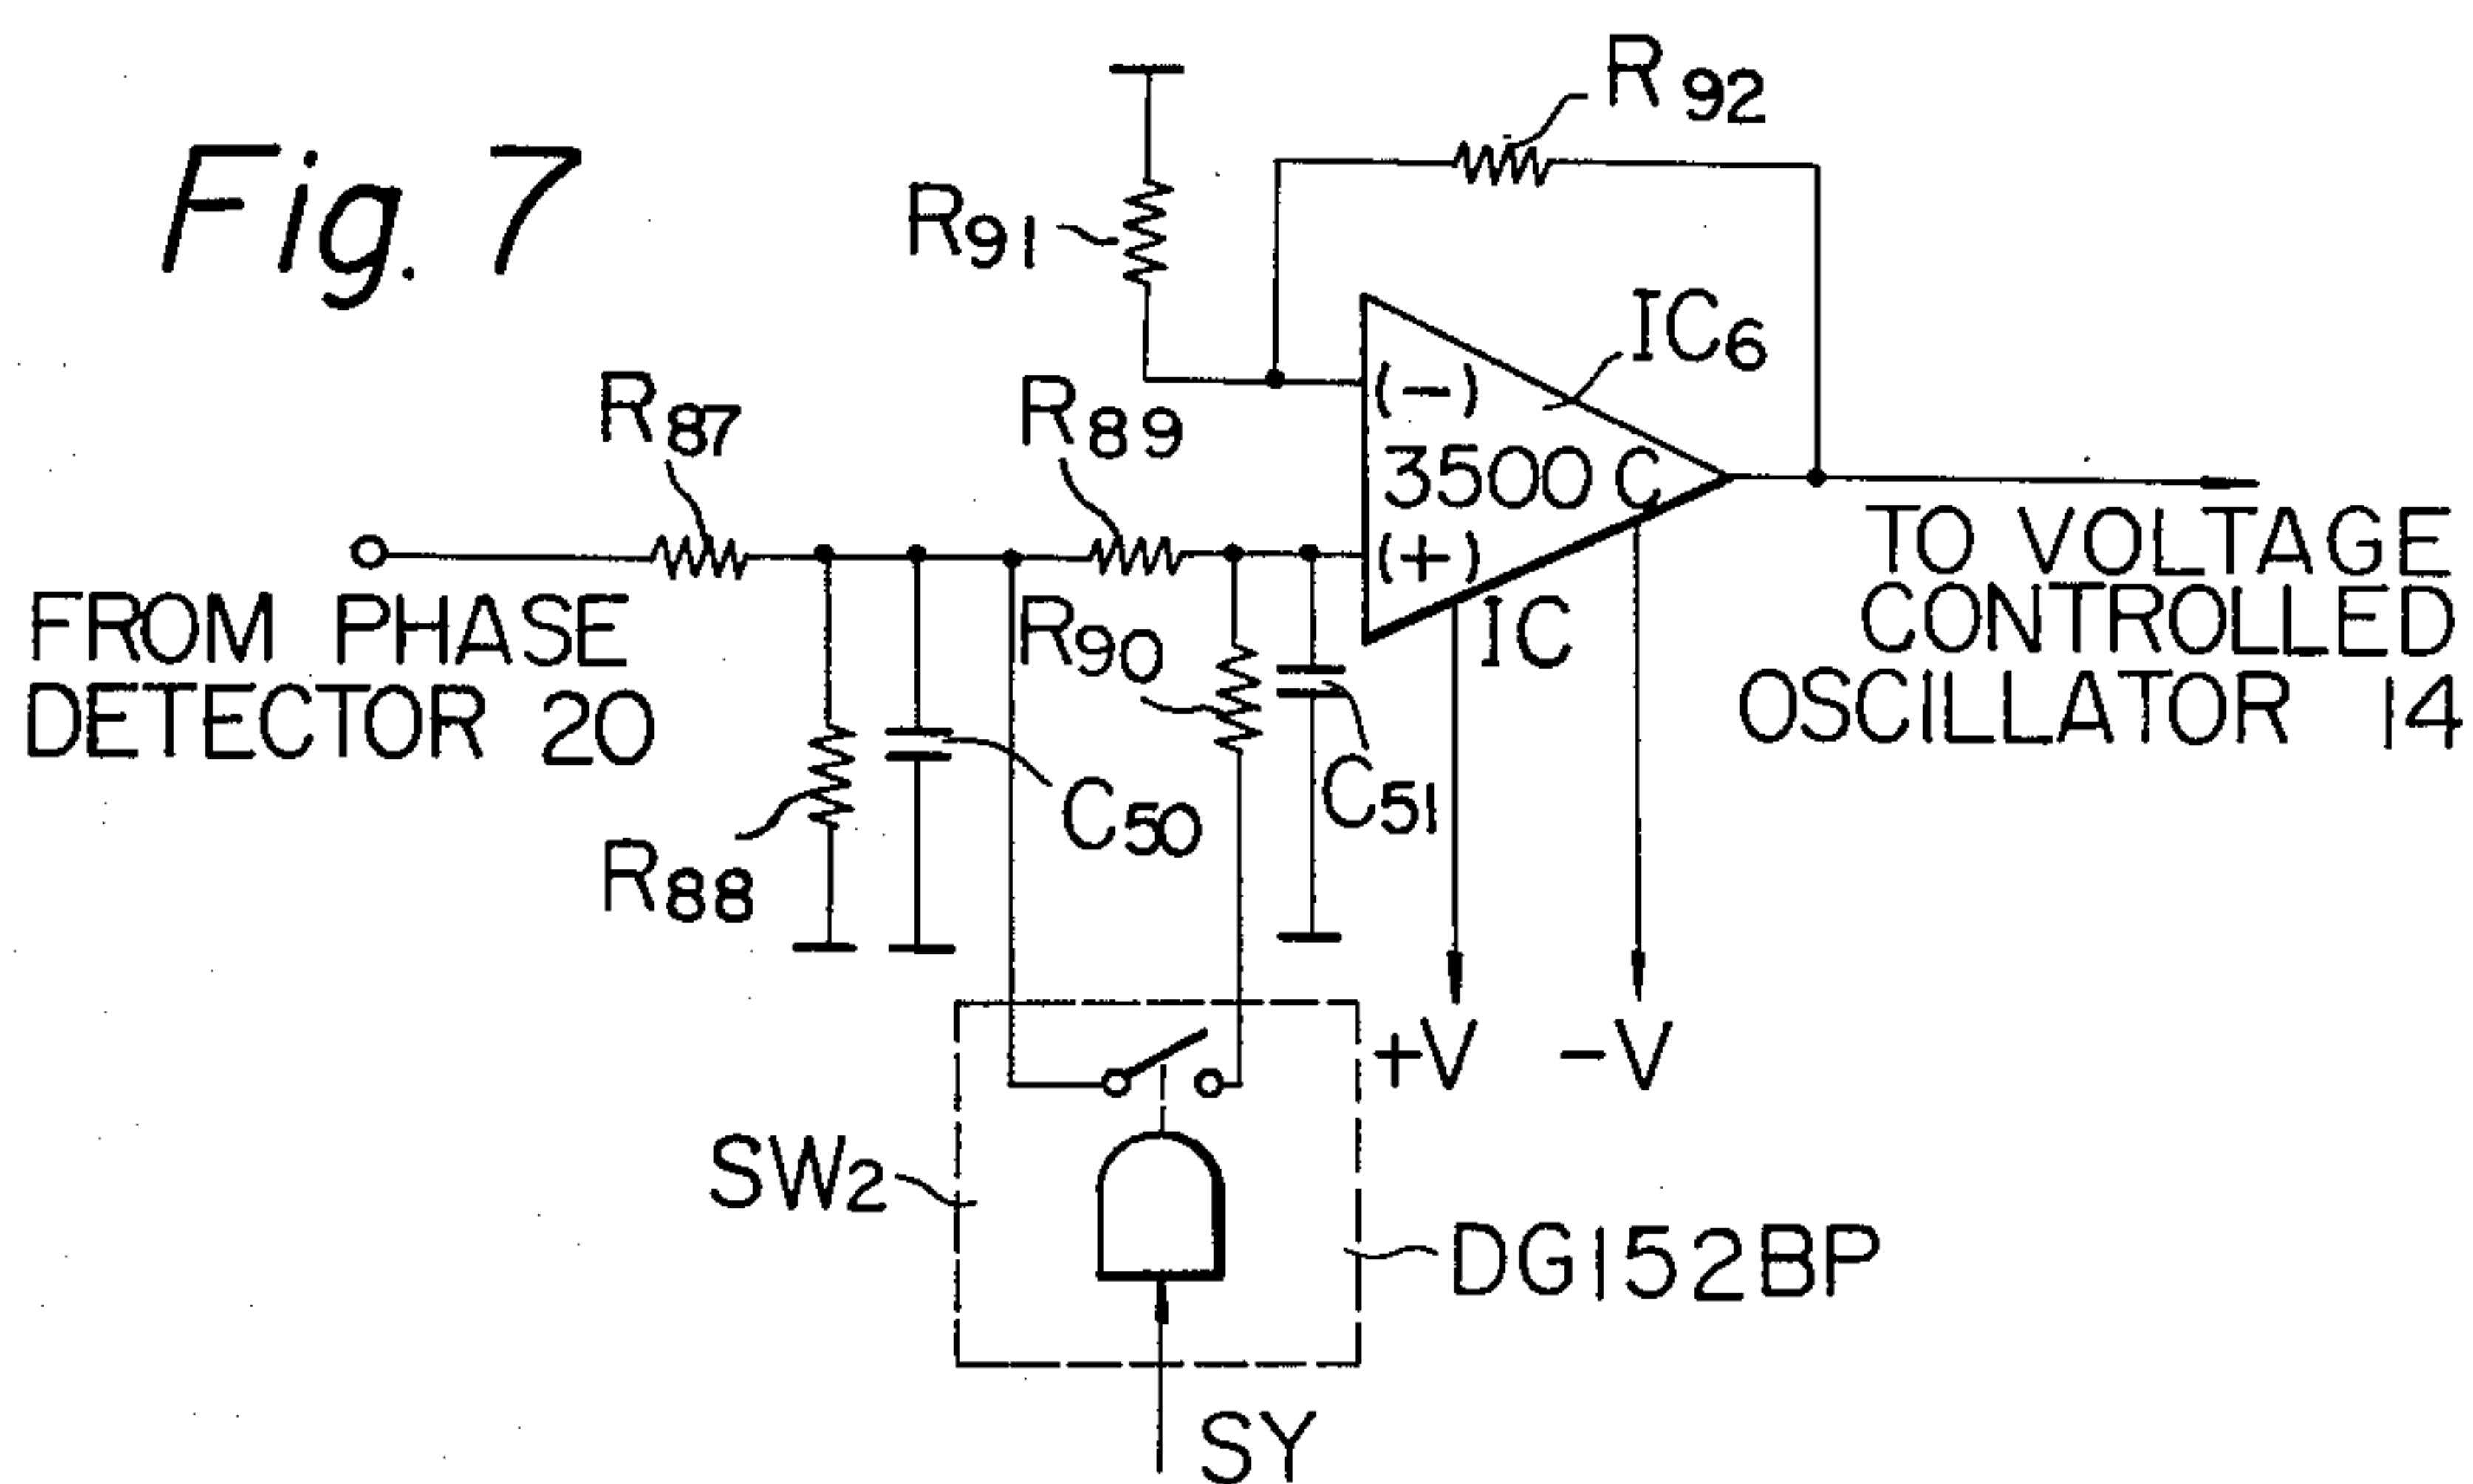 Fig. 7
R92
R91
IC6
R87
R89
(-)
3500 C
(+)
IC
FROM PHASE
DETECTOR 20
TO VOLTAGE
CONTROLLED
OSCILLATOR 14
R90
C50
C51
R88
+V
-V
SW2
DG152BP
SY